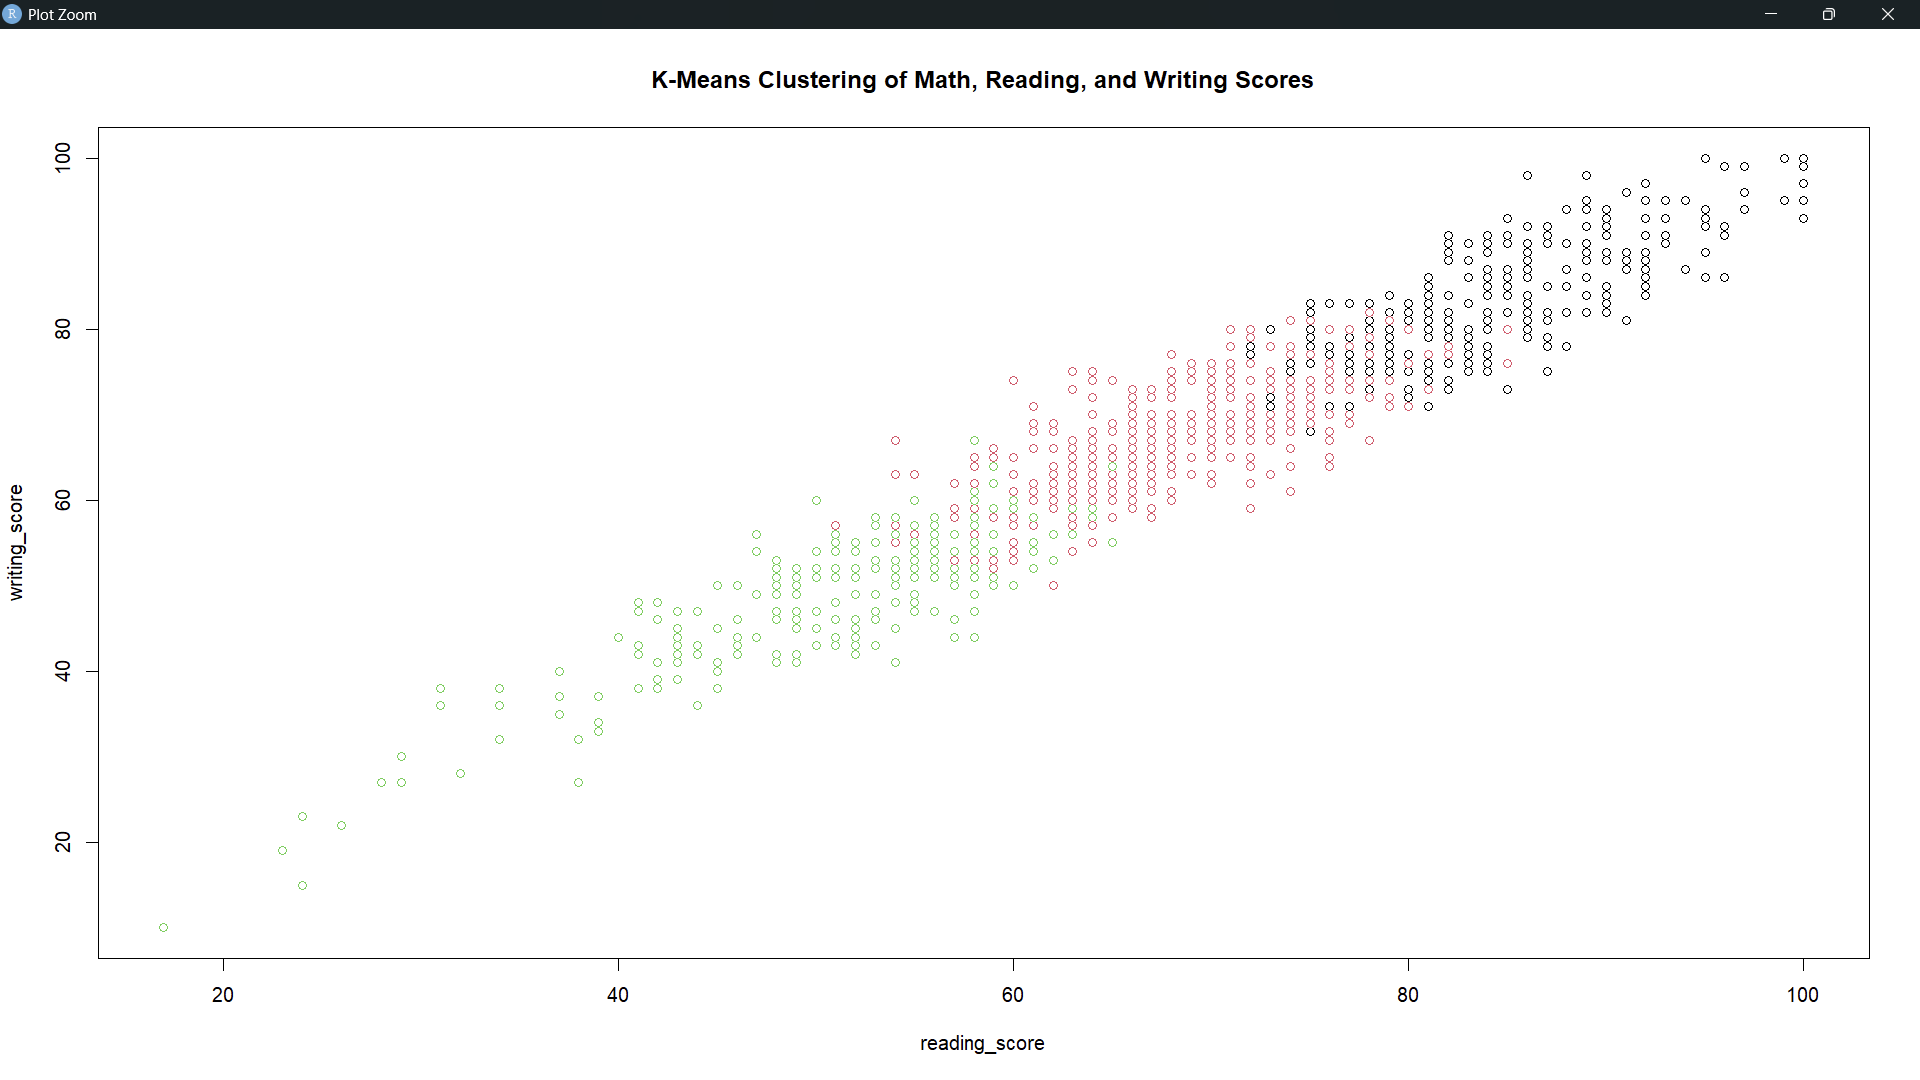 R Plot Zoom
K-Means Clustering of Math, Reading, and Writing Scores
100
80
60
40
20
writing_score
20 40 60 80 100
reading_score